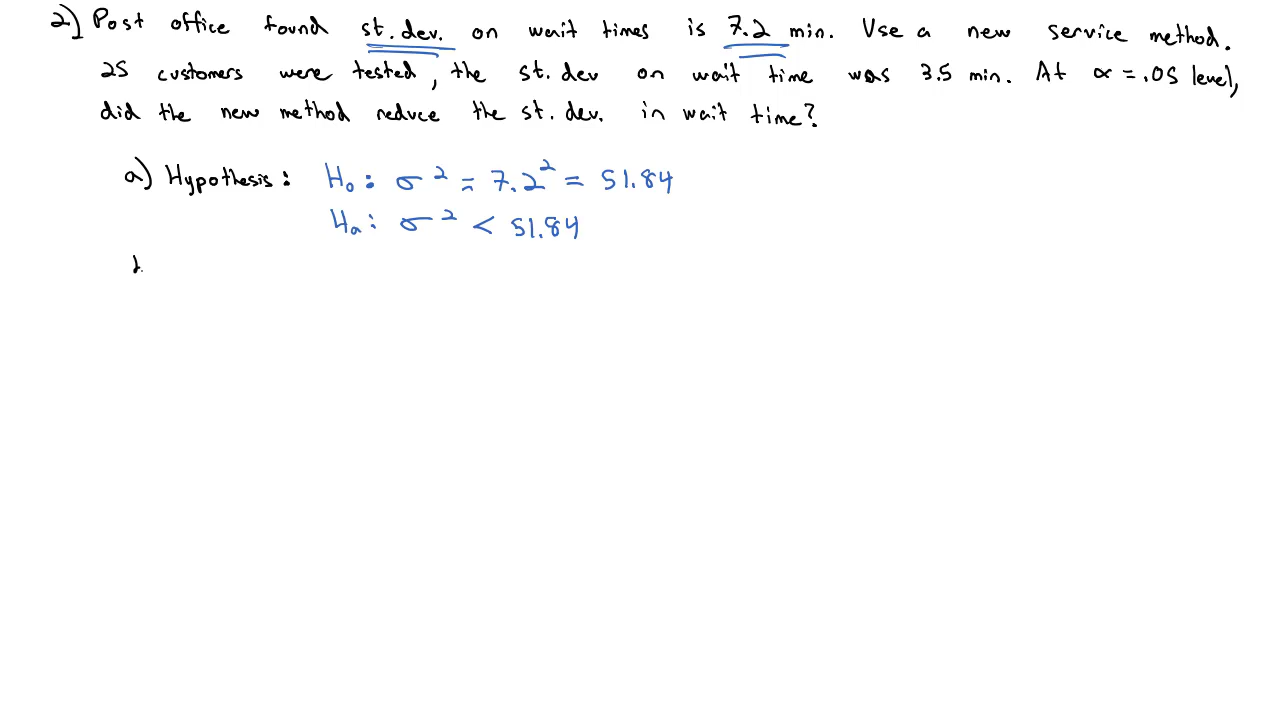 2) Post office found st. dev. on wait times is 7.2 min. Use a new service method.
25 customers were tested, the st. dev on wait time was 3.5 min. At α = .05 level,
did the new method reduce the st. dev. in wait time?
a) Hypothesis: H₀: σ² = 7.2² = 51.84
Hₐ: σ² < 51.84